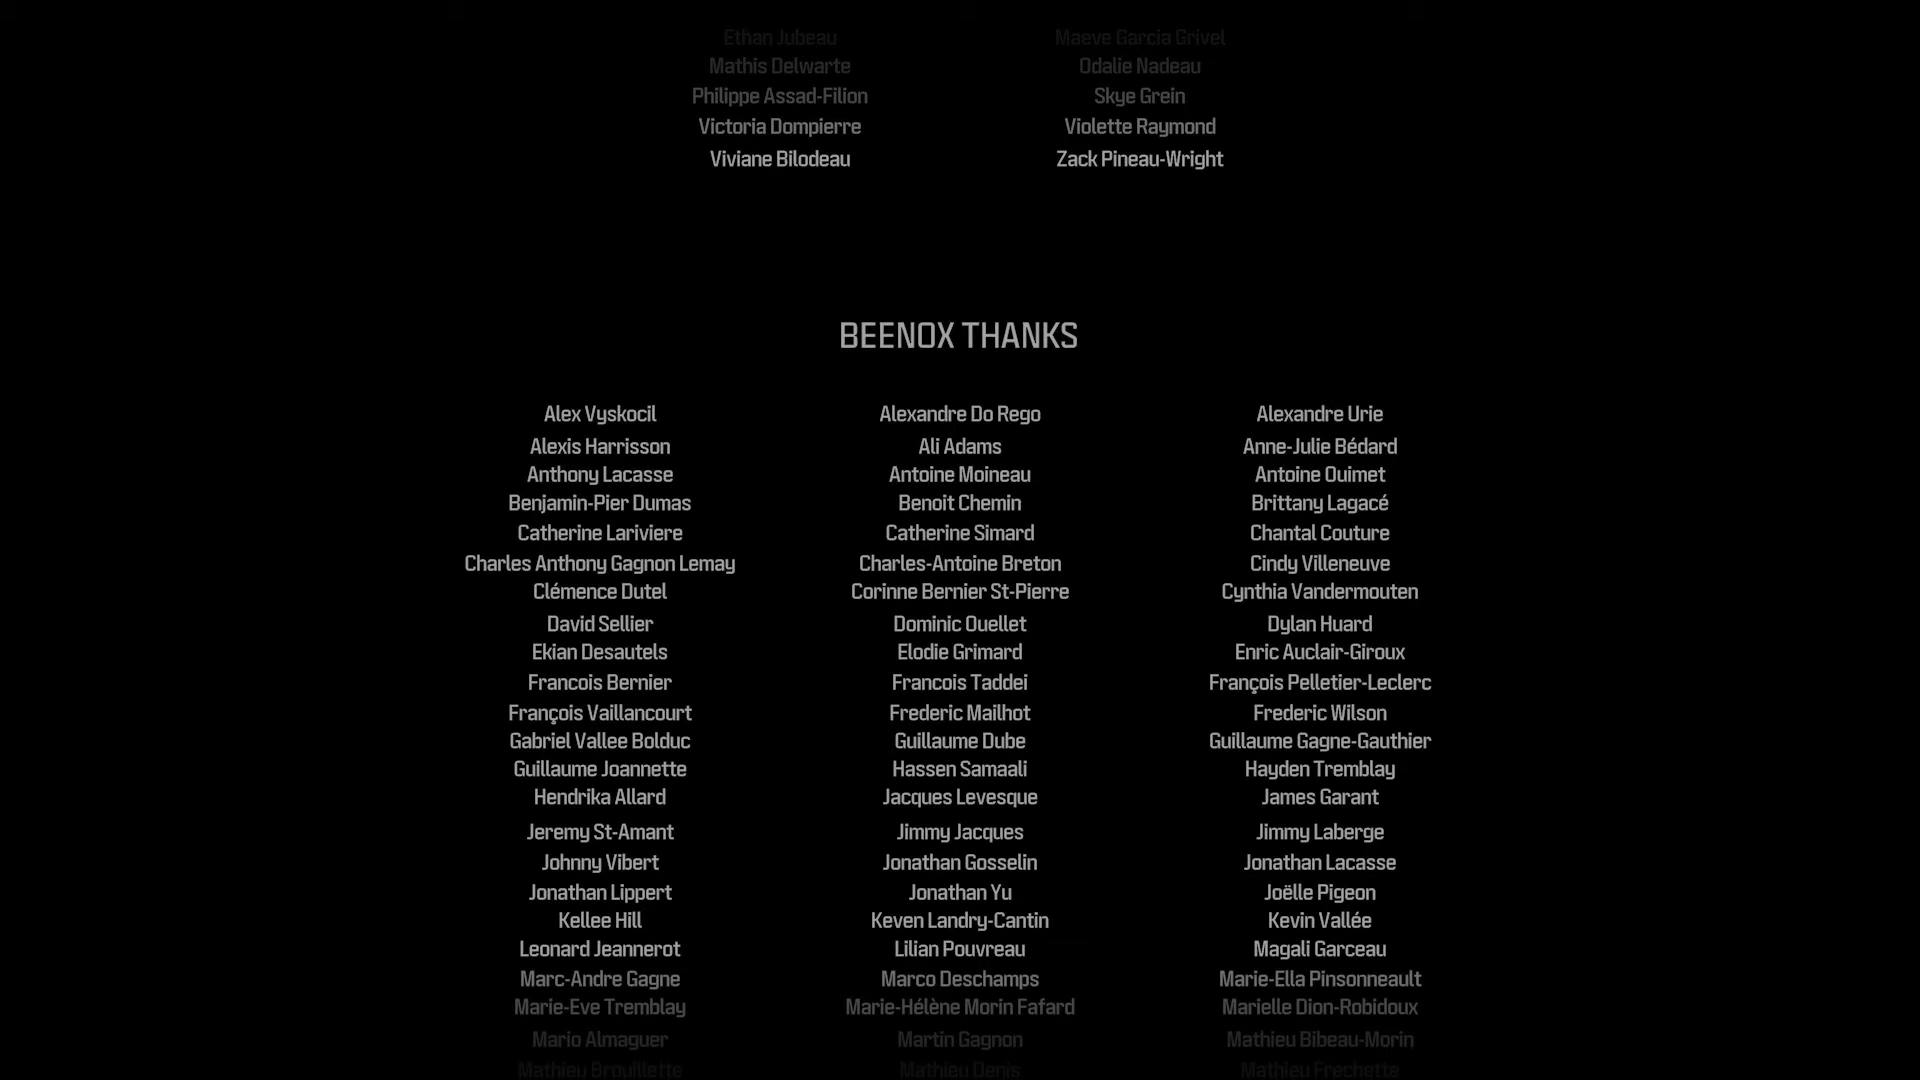 Ethan Jubeau Maeve Garcia Grivel
Mathis Delwarte Odalie Nadeau
Philippe Assad-Filion Skye Grein
Victoria Dompierre Violette Raymond
Viviane Bilodeau Zack Pineau-Wright
BEENOX THANKS
Alex Vyskocil Alexandre Do Rego Alexandre Urie
Alexis Harrisson Ali Adams Anne-Julie Bédard
Anthony Lacasse Antoine Moineau Antoine Ouimet
Benjamin-Pier Dumas Benoit Chemin Brittany Lagacé
Catherine Lariviere Catherine Simard Chantal Couture
Charles Anthony Gagnon Lemay Charles-Antoine Breton Cindy Villeneuve
Clémence Dutel Corinne Bernier St-Pierre Cynthia Vandermouten
David Sellier Dominic Ouellet Dylan Huard
Ekian Desautels Elodie Grimard Enric Auclair-Giroux
Francois Bernier Francois Taddei François Pelletier-Leclerc
François Vaillancourt Frederic Mailhot Frederic Wilson
Gabriel Vallee Bolduc Guillaume Dube Guillaume Gagne-Gauthier
Guillaume Joannette Hassen Samaali Hayden Tremblay
Hendrika Allard Jacques Levesque James Garant
Jeremy St-Amant Jimmy Jacques Jimmy Laberge
Johnny Vibert Jonathan Gosselin Jonathan Lacasse
Jonathan Lippert Jonathan Yu Joëlle Pigeon
Kellee Hill Keven Landry-Cantin Kevin Vallée
Leonard Jeannerot Lilian Pouvreau Magali Garceau
Marc-Andre Gagne Marco Deschamps Marie-Ella Pinsonneault
Marie-Eve Tremblay Marie-Hélène Morin Fafard Marielle Dion-Robidoux
Mario Almaguer Martin Gagnon Mathieu Bibeau-Morin
Mathieu Brouillette Mathieu Denis Mathieu Frechette